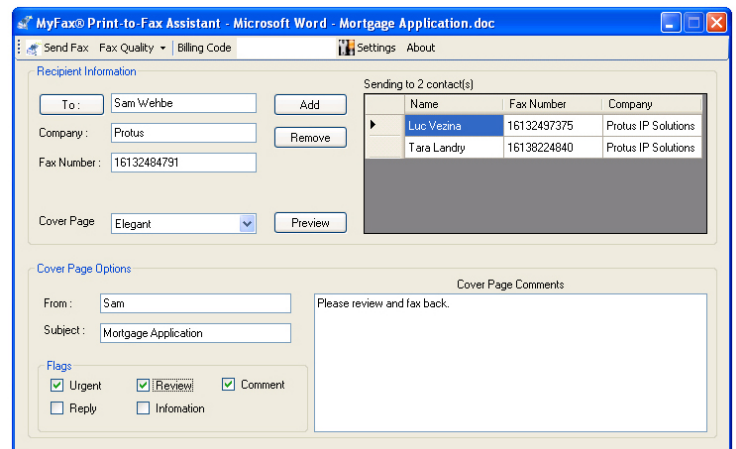 MyFax® Print-to-Fax Assistant - Microsoft Word - Mortgage Application.doc
Send Fax Fax Quality Billing Code Settings About
Recipient Information
Sending to 2 contact(s)
To : Sam Wehbe Add
Company : Protus Remove
Fax Number : 16132484791
Cover Page Elegant Preview
Name Fax Number Company
Luc Vezina 16132497375 Protus IP Solutions
Tara Landry 16138224840 Protus IP Solutions
Cover Page Options
From : Sam
Subject : Mortgage Application
Flags
Urgent Review Comment
Reply Infomation
Cover Page Comments
Please review and fax back.